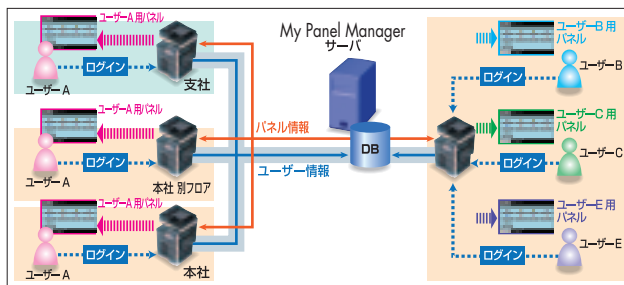 ユーザーA用パネル
ログイン
ユーザーA
支社
ユーザーA用パネル
ログイン
ユーザーA
本社 別フロア
ユーザーA用パネル
ログイン
ユーザーA
本社
My Panel Manager
サーバ
パネル情報
DB
ユーザー情報
ユーザーB用
パネル
ログイン
ユーザーB
ユーザーC用
パネル
ログイン
ユーザーC
ユーザーE用
パネル
ログイン
ユーザーE